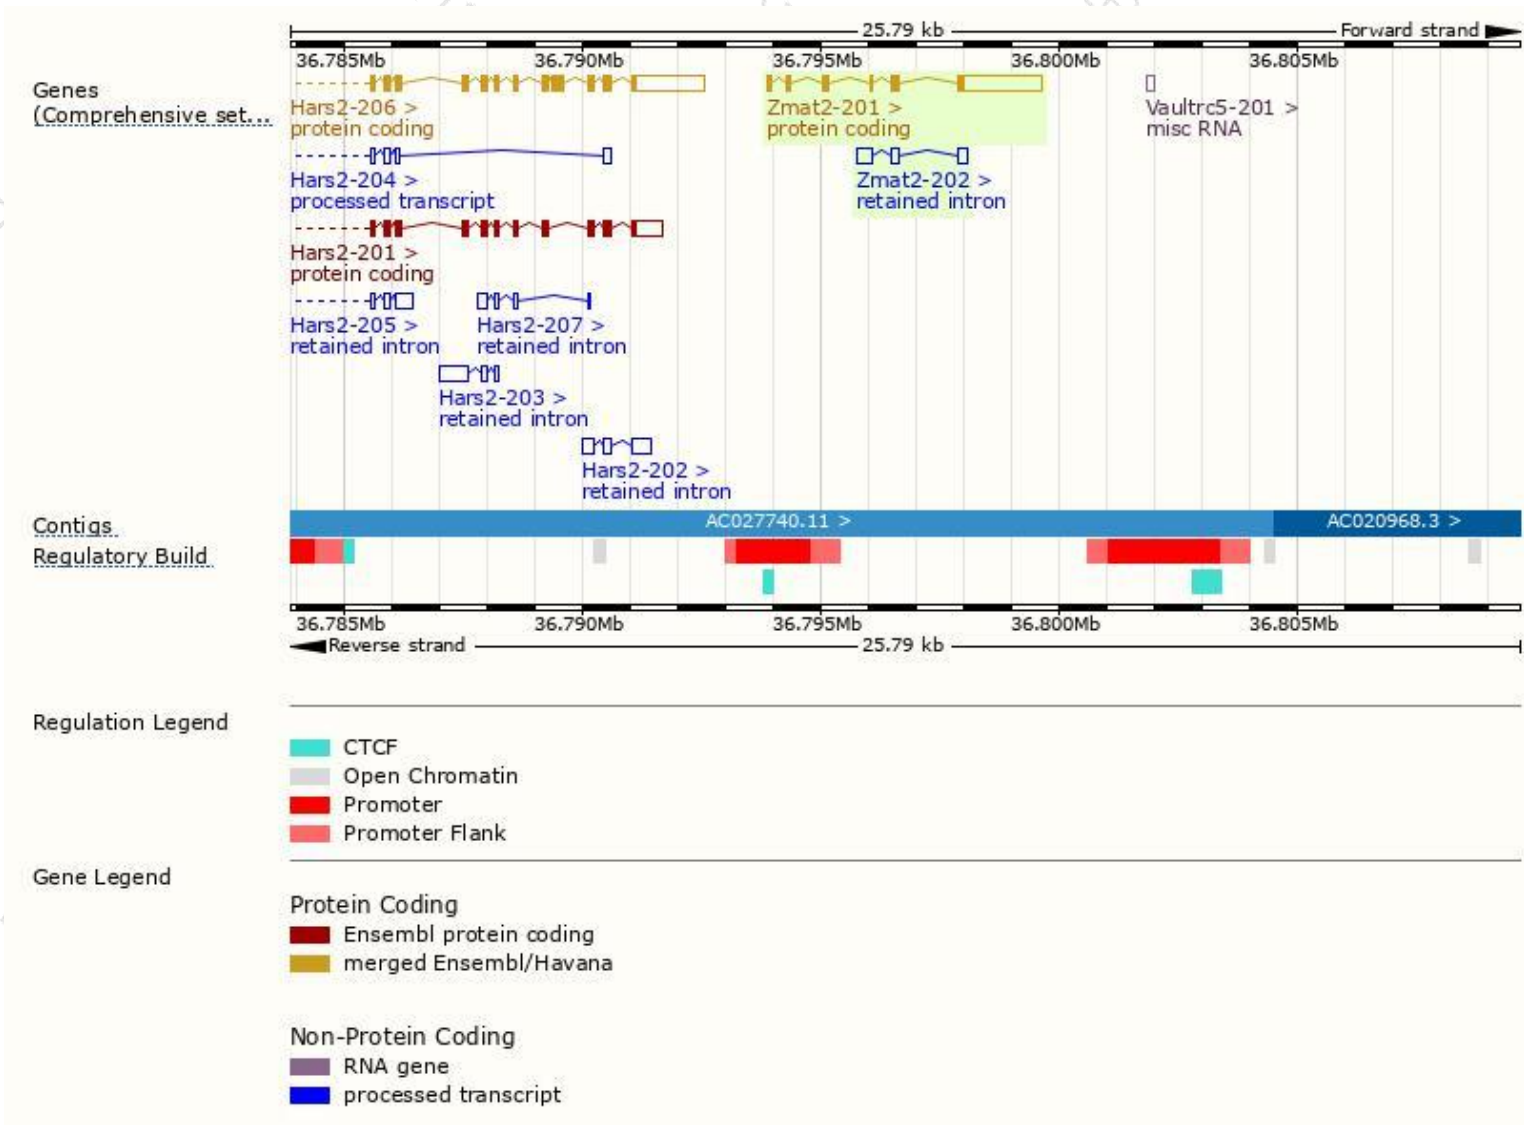 25.79 kb
Forward strand
36.785Mb 36.790Mb 36.795Mb 36.800Mb 36.805Mb
Genes
(Comprehensive set...
Hars2-206 >
protein coding
Zmat2-201 >
protein coding
Vaultrc5-201 >
misc RNA
Hars2-204 >
processed transcript
Zmat2-202 >
retained intron
Hars2-201 >
protein coding
Hars2-205 >
retained intron
Hars2-207 >
retained intron
Hars2-203 >
retained intron
Hars2-202 >
retained intron
Contigs
AC027740.11 >
AC020968.3 >
Regulatory Build
36.785Mb 36.790Mb 36.795Mb 36.800Mb 36.805Mb
Reverse strand
25.79 kb
Regulation Legend
CTCF
Open Chromatin
Promoter
Promoter Flank
Gene Legend
Protein Coding
Ensembl protein coding
merged Ensembl/Havana
Non-Protein Coding
RNA gene
processed transcript